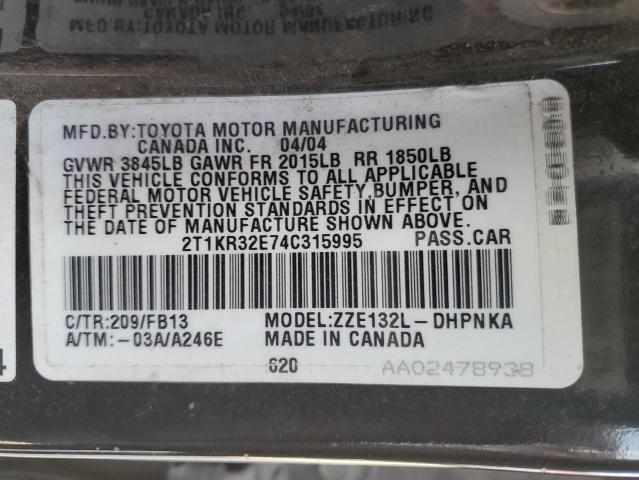 MFD.BY:TOYOTA MOTOR MANUFACTURING
CANADA INC. 04/04
GVWR 3845LB GAWR FR 2015LB RR 1850LB
THIS VEHICLE CONFORMS TO ALL APPLICABLE
FEDERAL MOTOR VEHICLE SAFETY,BUMPER, AND
THEFT PREVENTION STANDARDS IN EFFECT ON
THE DATE OF MANUFACTURE SHOWN ABOVE.
2T1KR32E74C315995 PASS.CAR
C/TR:209/FB13 MODEL:ZZE132L-DHPNKA
A/TM:-03A/A246E MADE IN CANADA
620 AA02478938
4